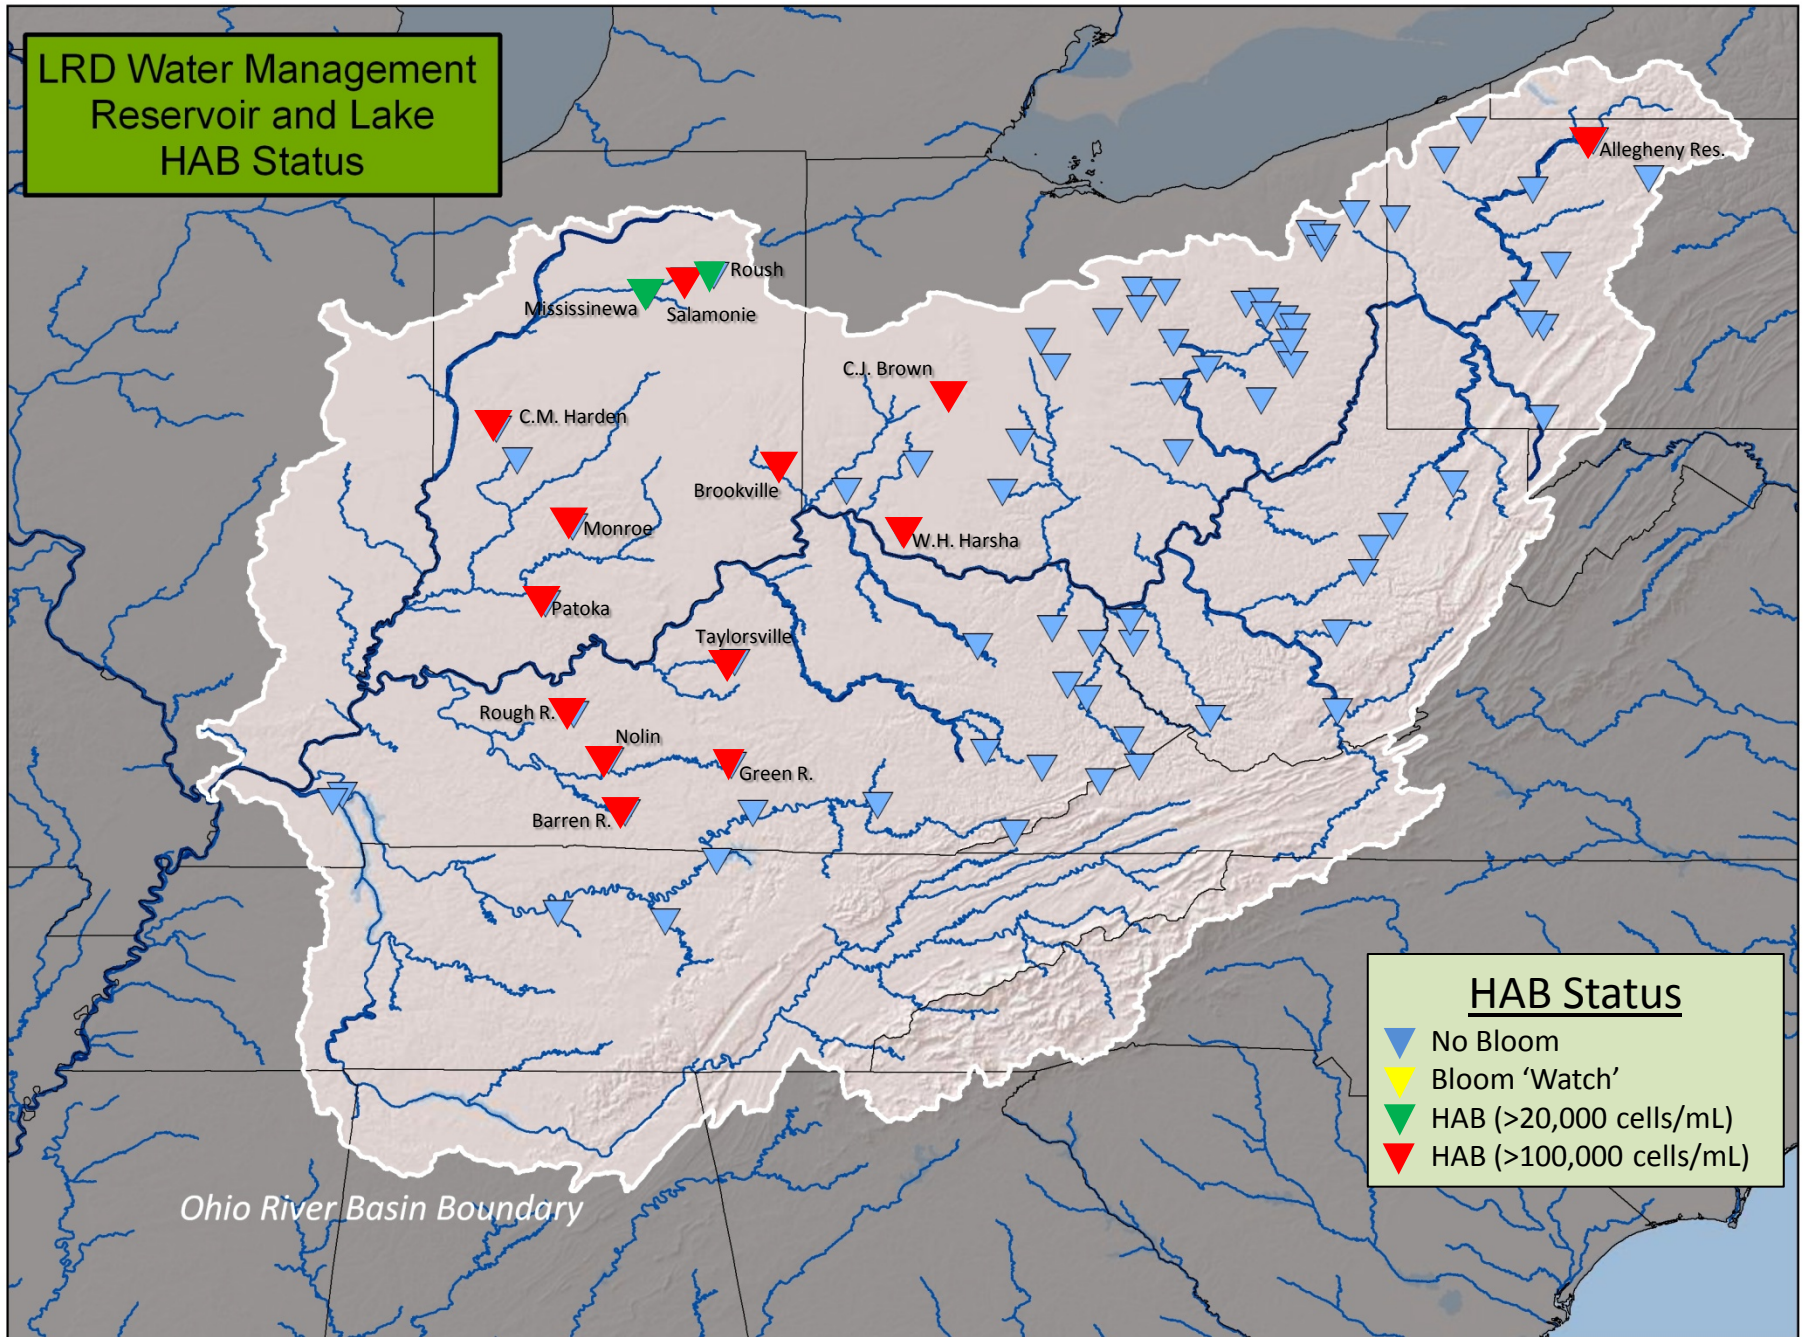 LRD Water Management
Reservoir and Lake
HAB Status
Allegheny Res.
Roush
Mississinewa
Salamonie
C.J. Brown
C.M. Harden
Brookville
Monroe
W.H. Harsha
Patoka
Taylorsville
Rough R.
Nolin
Green R.
Barren R.
HAB Status
No Bloom
Bloom ‘Watch’
HAB (>20,000 cells/mL)
HAB (>100,000 cells/mL)
Ohio River Basin Boundary